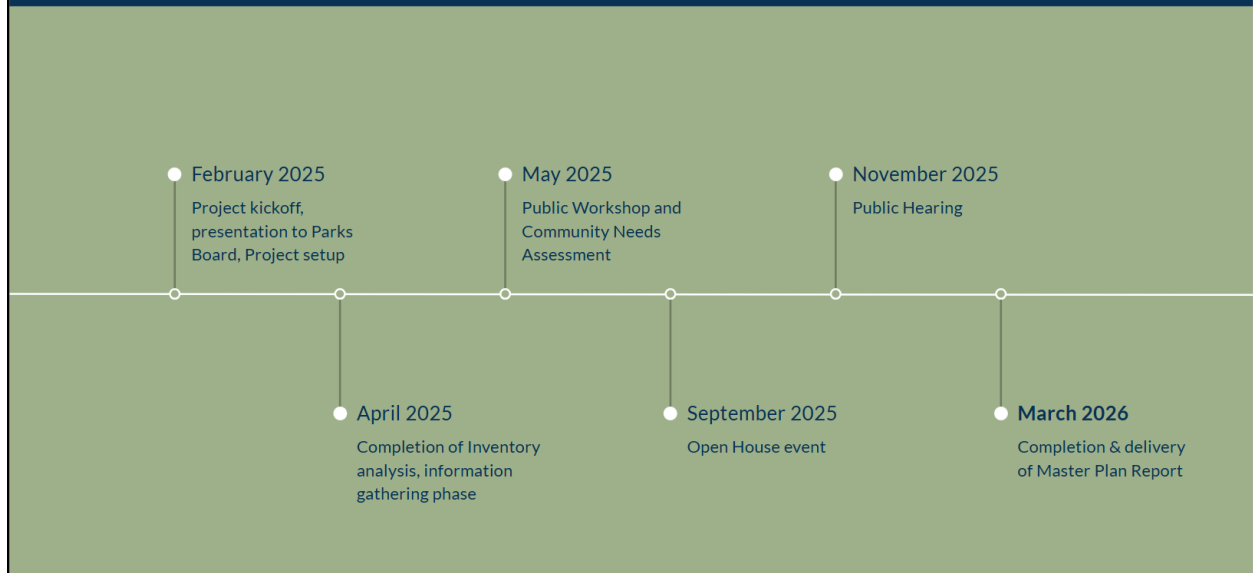 February 2025
Project kickoff,
presentation to Parks
Board, Project setup
April 2025
Completion of Inventory
analysis, information
gathering phase
May 2025
Public Workshop and
Community Needs
Assessment
September 2025
Open House event
November 2025
Public Hearing
March 2026
Completion & delivery
of Master Plan Report